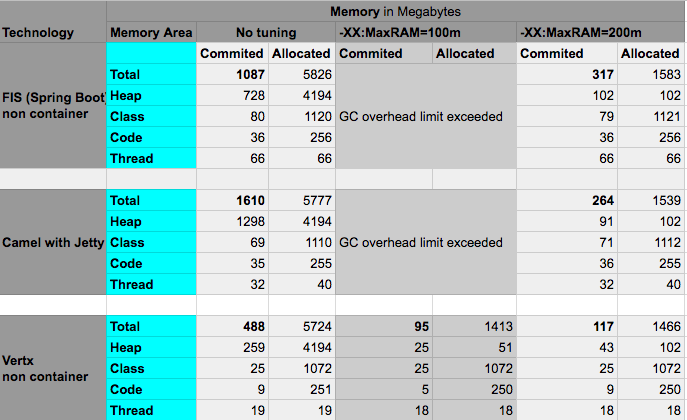 Memory in Megabytes
Technology Memory Area No tuning -XX:MaxRAM=100m -XX:MaxRAM=200m
Commited Allocated Commited Allocated Commited Allocated
FIS (Spring Boot) non container
Total 1087 5826 317 1583
Heap 728 4194 102 102
Class 80 1120 GC overhead limit exceeded 79 1121
Code 36 256 36 256
Thread 66 66 66 66
Camel with Jetty
Total 1610 5777 264 1539
Heap 1298 4194 91 102
Class 69 1110 GC overhead limit exceeded 71 1112
Code 35 255 36 255
Thread 32 40 32 40
Vertx
non container
Total 488 5724 95 1413 117 1466
Heap 259 4194 25 51 43 102
Class 25 1072 25 1072 25 1072
Code 9 251 5 250 9 250
Thread 19 19 18 18 18 18